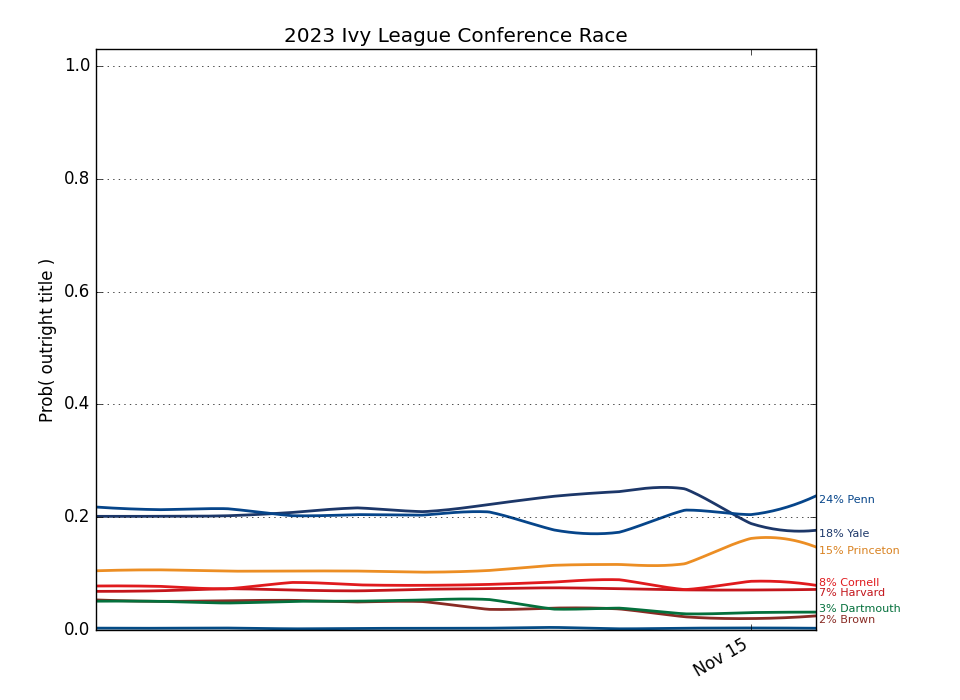 2023 Ivy League Conference Race
1.0
0.8
0.6
0.4
0.2
0.0
Prob( outright title )
24% Penn
18% Yale
15% Princeton
8% Cornell
7% Harvard
3% Dartmouth
2% Brown
Nov 15